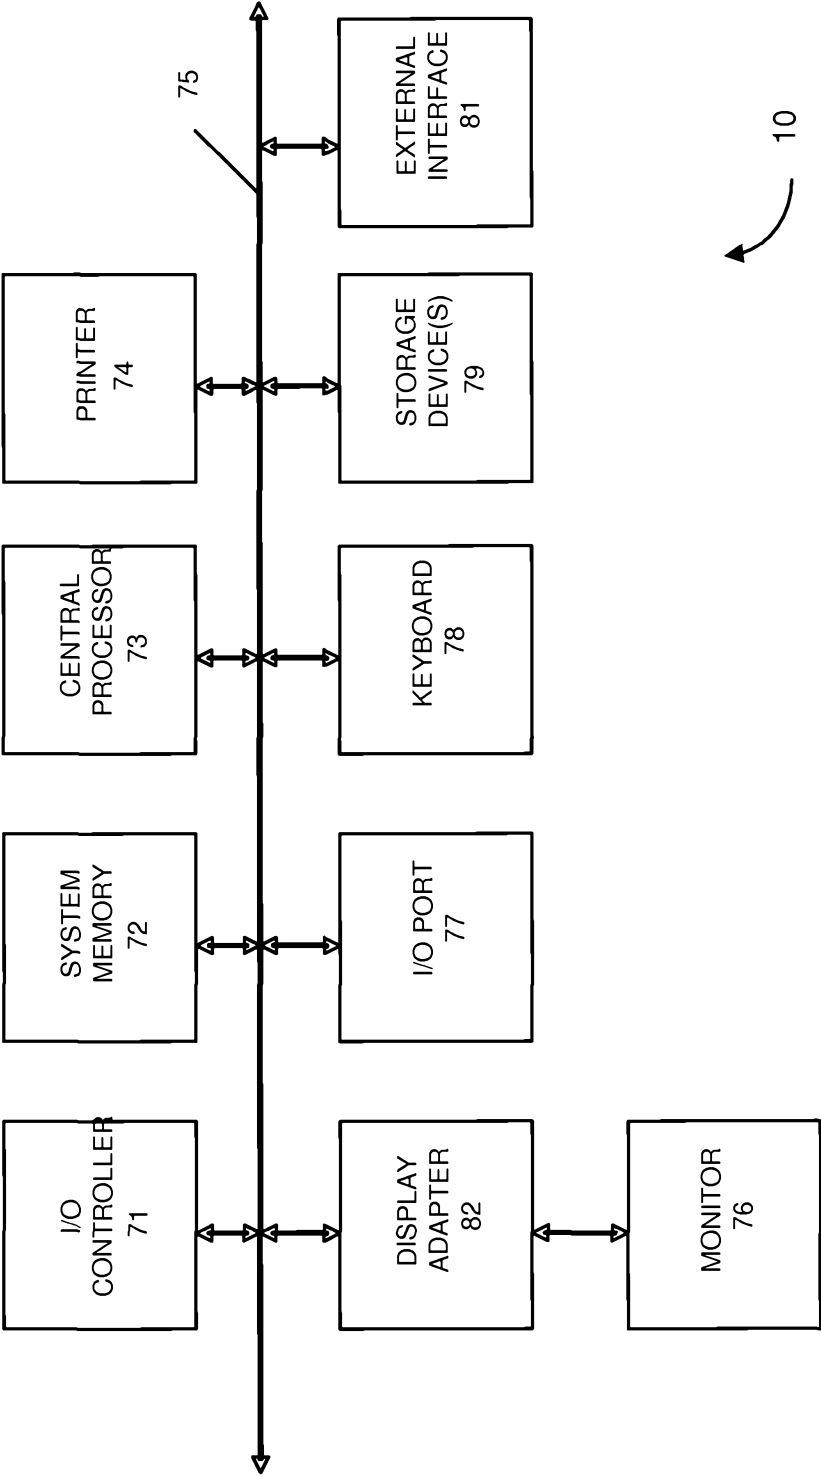 I/O
CONTROLLER
71
SYSTEM
MEMORY
72
CENTRAL
PROCESSOR
73
PRINTER
74
75
DISPLAY
ADAPTER
82
I/O PORT
77
KEYBOARD
78
STORAGE
DEVICE(S)
79
EXTERNAL
INTERFACE
81
MONITOR
76
10